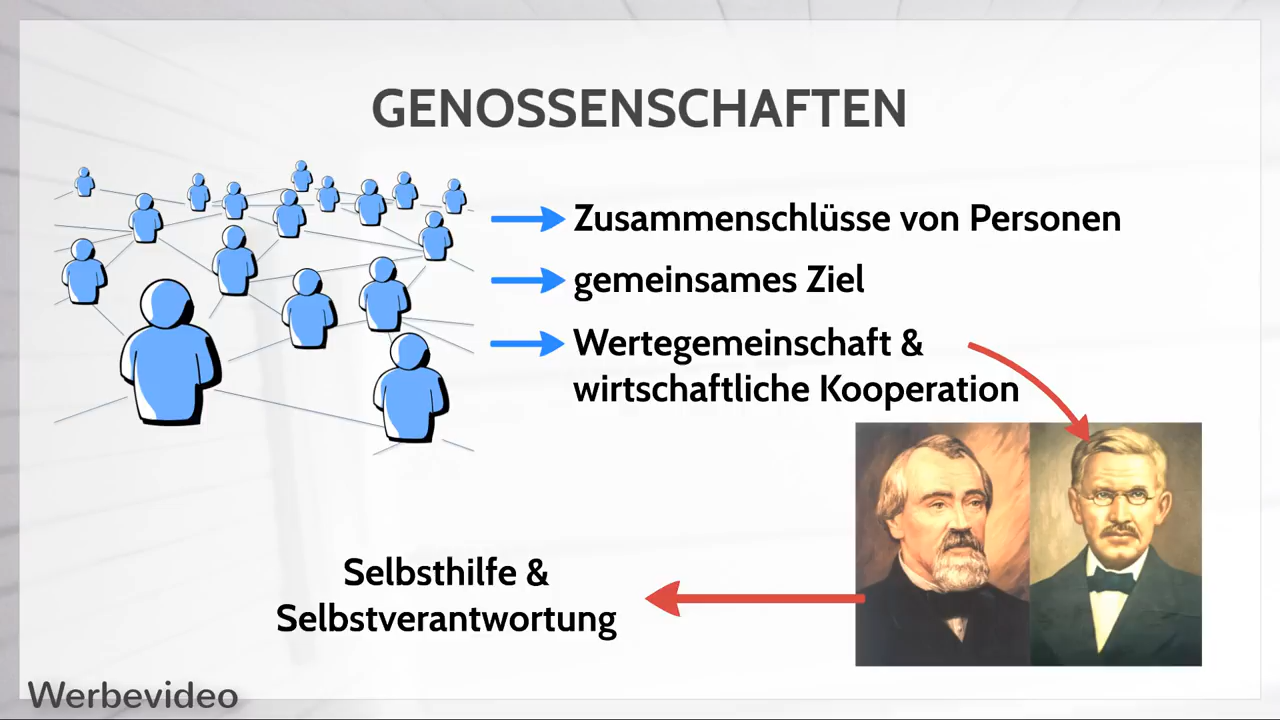 GENOSSENSCHAFTEN
Zusammenschlüsse von Personen
gemeinsames Ziel
Wertegemeinschaft &
wirtschaftliche Kooperation
Selbsthilfe &
Selbstverantwortung
Werbevideo